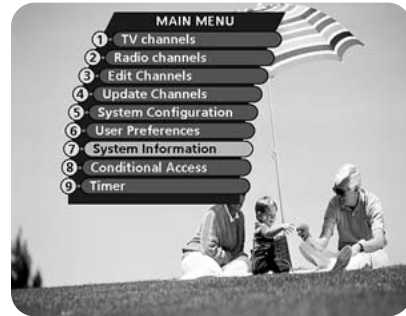 MAIN MENU
1 TV channels
2 Radio channels
3 Edit Channels
4 Update Channels
5 System Configuration
6 User Preferences
7 System Information
8 Conditional Access
9 Timer